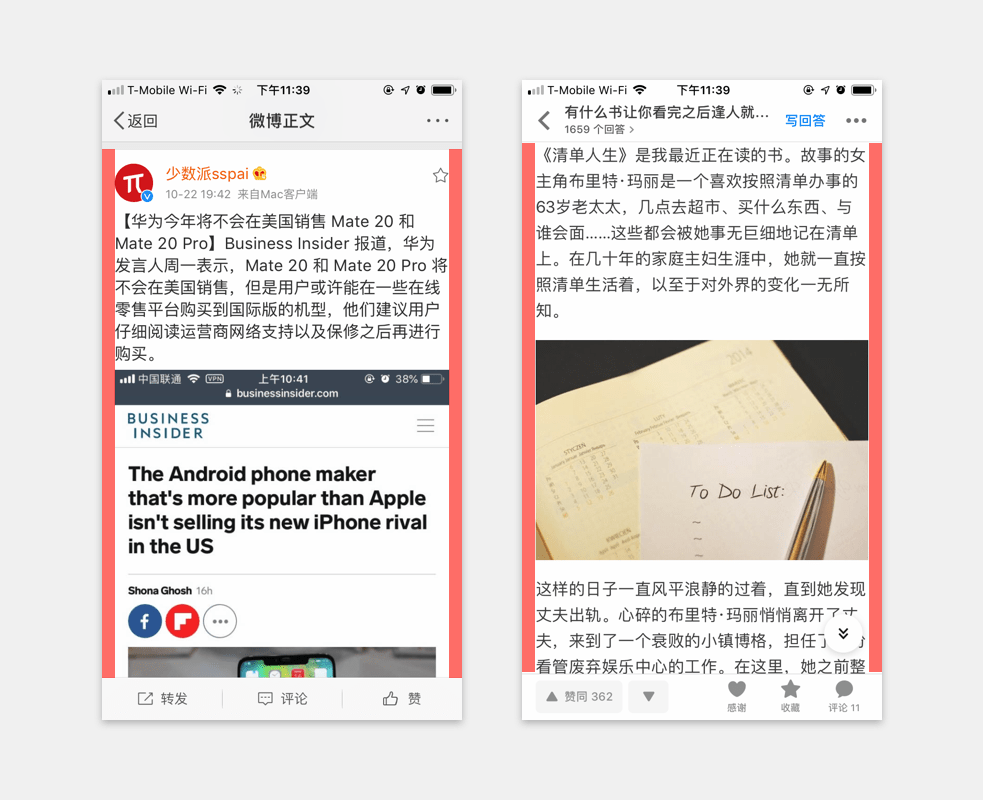 T-Mobile Wi-Fi 下午11:39
返回 微博正文
少数派sspai
10-22 19:42 来自Mac客户端
【华为今年将不会在美国销售 Mate 20 和
Mate 20 Pro】Business Insider 报道，华为
发言人周一表示，Mate 20 和 Mate 20 Pro 将
不会在美国销售，但是用户或许能在一些在线
零售平台购买到国际版的机型，他们建议用户
仔细阅读运营商网络支持以及保修之后再进行
购买。
中国联通 VPN 上午10:41 38%
businessinsider.com
BUSINESS
INSIDER
The Android phone maker
that's more popular than Apple
isn't selling its new iPhone rival
in the US
Shona Ghosh 16h
转发 评论 赞
T-Mobile Wi-Fi 下午11:39
有什么书让你看完之后逢人就...
1659 个回答
写回答
《清单人生》是我最近正在读的书。故事的女
主角布里特·玛丽是一个喜欢按照清单办事的
63岁老太太，几点去超市、买什么东西、与
谁会面......这些都会被她事无巨细地记在清单
上。在几十年的家庭主妇生涯中，她就一直按
照清单生活着，以至于对外界的变化一无所
知。
2014
STYCZEŃ
LUTY
MARZEC
KWIECIEŃ
To Do List:
这样的日子一直风平浪静的过着，直到她发现
丈夫出轨。心碎的布里特·玛丽悄悄离开了丈
夫，来到了一个衰败的小镇博格，担任了
看管废弃娱乐中心的工作。在这里，她之前整
赞同 362
感谢
收藏
评论 11